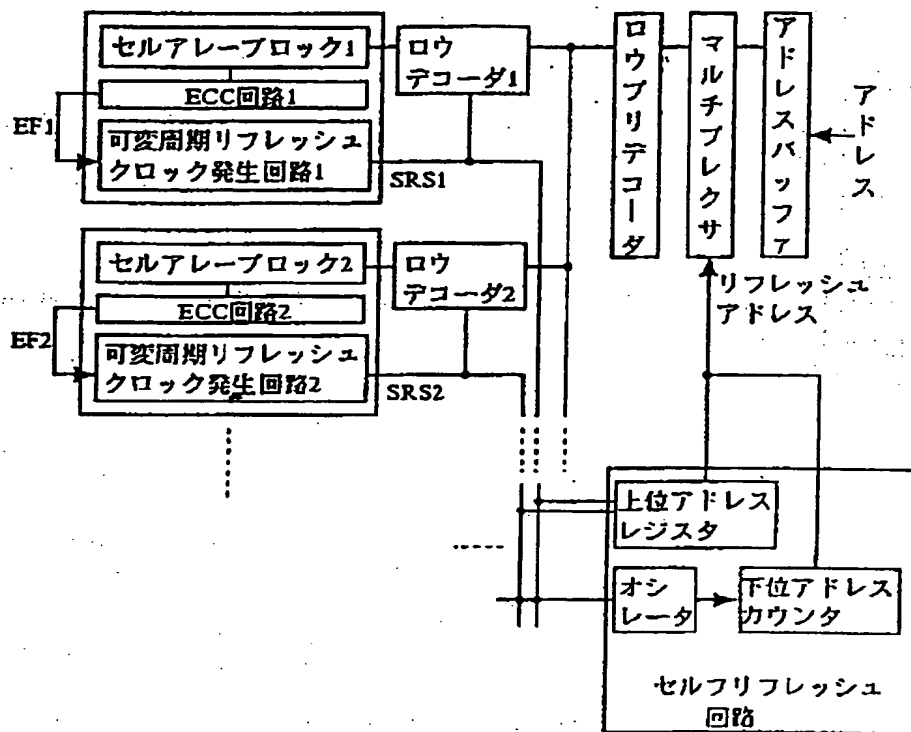 セルアレーブロック1
ECC回路1
EF1
可変周期リフレッシュ
クロック発生回路1
SRS1
ロウ
デコーダ1
ロウプリデコーダ
マルチプレクサ
アドレスバッファ
アドレス
セルアレーブロック2
ECC回路2
EF2
可変周期リフレッシュ
クロック発生回路2
SRS2
ロウ
デコーダ2
リフレッシュ
アドレス
上位アドレス
レジスタ
オシ
レータ
下位アドレス
カウンタ
セルフリフレッシュ
回路